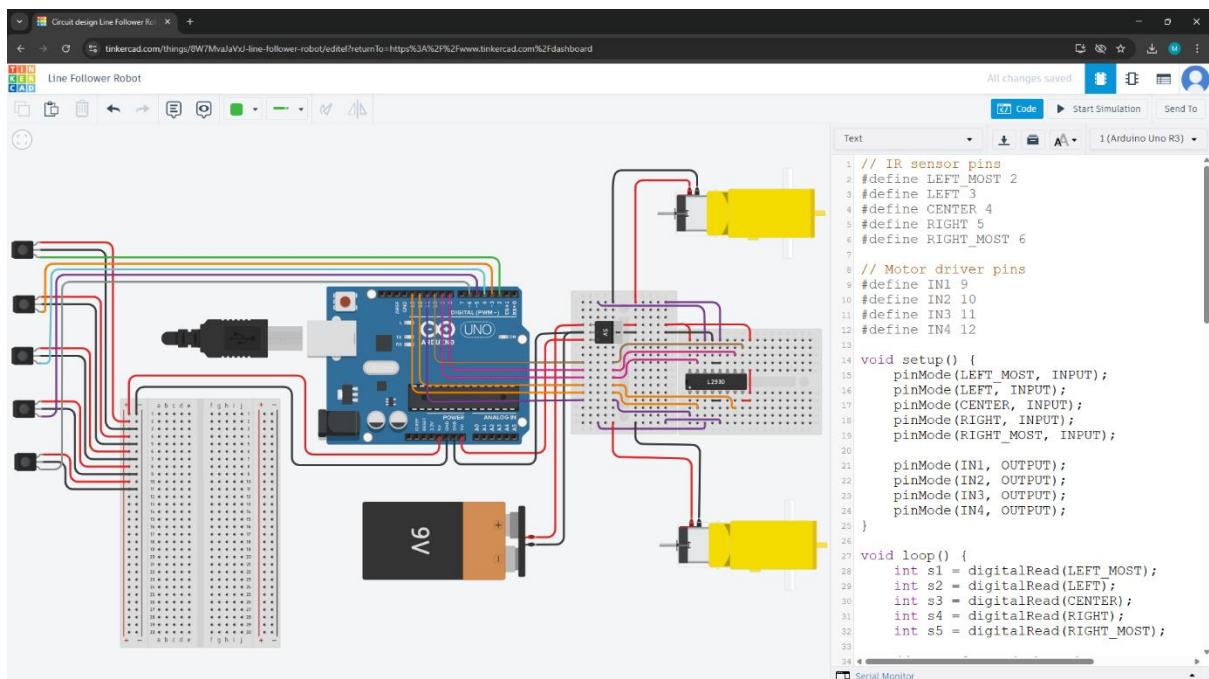 Circuit design Line Follower Ro
tinkercad.com/things/8W7MvaJaVxJ-line-follower-robot/editel?returnTo=https%3A%2F%2Fwww.tinkercad.com%2Fdashboard
TIN
KER
CAD
Line Follower Robot
All changes saved
Code
Start Simulation
Send To
Text
1 (Arduino Uno R3)
1 // IR sensor pins
2 #define LEFT_MOST 2
3 #define LEFT 3
4 #define CENTER 4
5 #define RIGHT 5
6 #define RIGHT_MOST 6
7
8 // Motor driver pins
9 #define IN1 9
10 #define IN2 10
11 #define IN3 11
12 #define IN4 12
13
14 void setup() {
15 pinMode(LEFT_MOST, INPUT);
16 pinMode(LEFT, INPUT);
17 pinMode(CENTER, INPUT);
18 pinMode(RIGHT, INPUT);
19 pinMode(RIGHT_MOST, INPUT);
20
21 pinMode(IN1, OUTPUT);
22 pinMode(IN2, OUTPUT);
23 pinMode(IN3, OUTPUT);
24 pinMode(IN4, OUTPUT);
25 }
26
27 void loop() {
28 int s1 = digitalRead(LEFT_MOST);
29 int s2 = digitalRead(LEFT);
30 int s3 = digitalRead(CENTER);
31 int s4 = digitalRead(RIGHT);
32 int s5 = digitalRead(RIGHT_MOST);
33
34
Serial Monitor
DIGITAL (PWM~)
UNO
ARDUINO
POWER
ANALOG IN
5V
L293D
9V
+
-
a b c d e
f g h i j
a b c d e
f g h i j